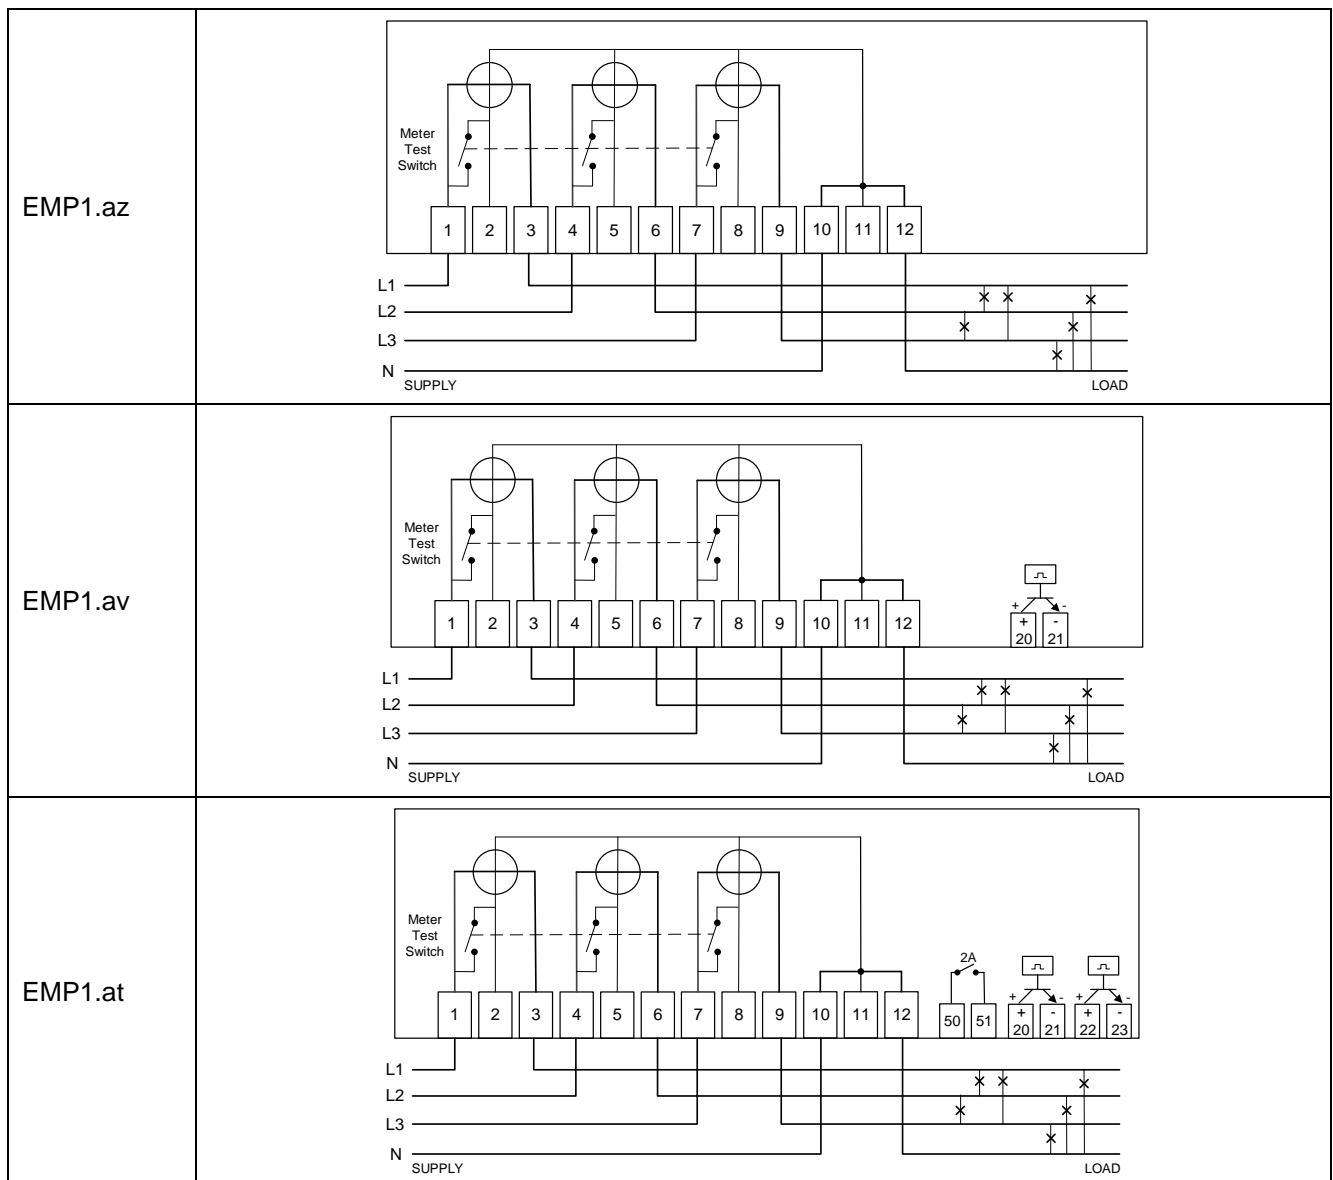 EMP1.az
Meter
Test
Switch
1 2 3 4 5 6 7 8 9 10 11 12
L1
L2
L3
N
SUPPLY LOAD
EMP1.av
Meter
Test
Switch
+ -
1 2 3 4 5 6 7 8 9 10 11 12 + -
20 21
L1
L2
L3
N
SUPPLY LOAD
EMP1.at
Meter
Test
Switch
2A
+ - + -
1 2 3 4 5 6 7 8 9 10 11 12 50 51 + - + -
20 21 22 23
L1
L2
L3
N
SUPPLY LOAD